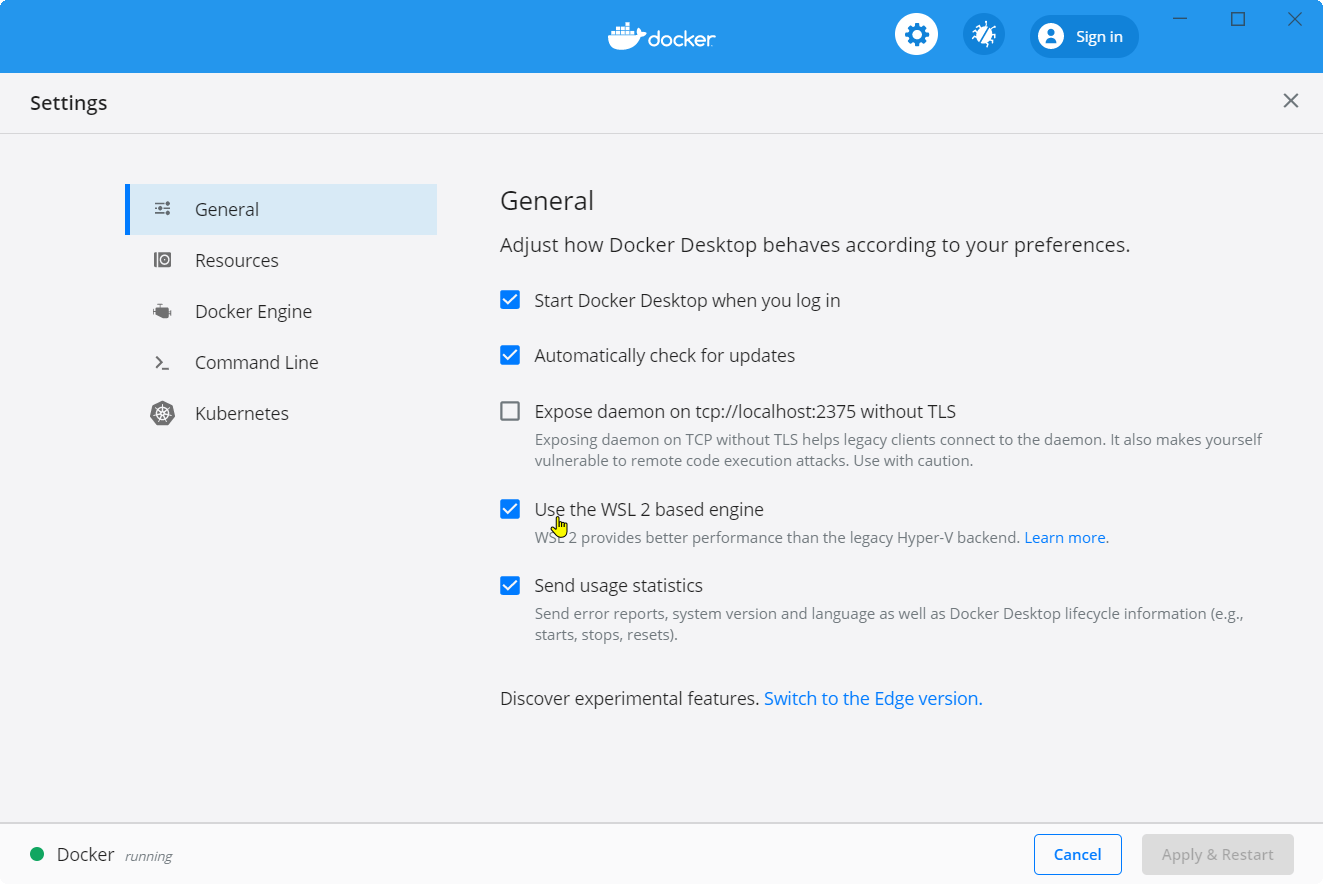 docker
Sign in
Settings
General
Resources
Docker Engine
Command Line
Kubernetes
General
Adjust how Docker Desktop behaves according to your preferences.
Start Docker Desktop when you log in
Automatically check for updates
Expose daemon on tcp://localhost:2375 without TLS
Exposing daemon on TCP without TLS helps legacy clients connect to the daemon. It also makes yourself
vulnerable to remote code execution attacks. Use with caution.
Use the WSL 2 based engine
WSL 2 provides better performance than the legacy Hyper-V backend. Learn more.
Send usage statistics
Send error reports, system version and language as well as Docker Desktop lifecycle information (e.g.,
starts, stops, resets).
Discover experimental features. Switch to the Edge version.
Docker running
Cancel
Apply & Restart